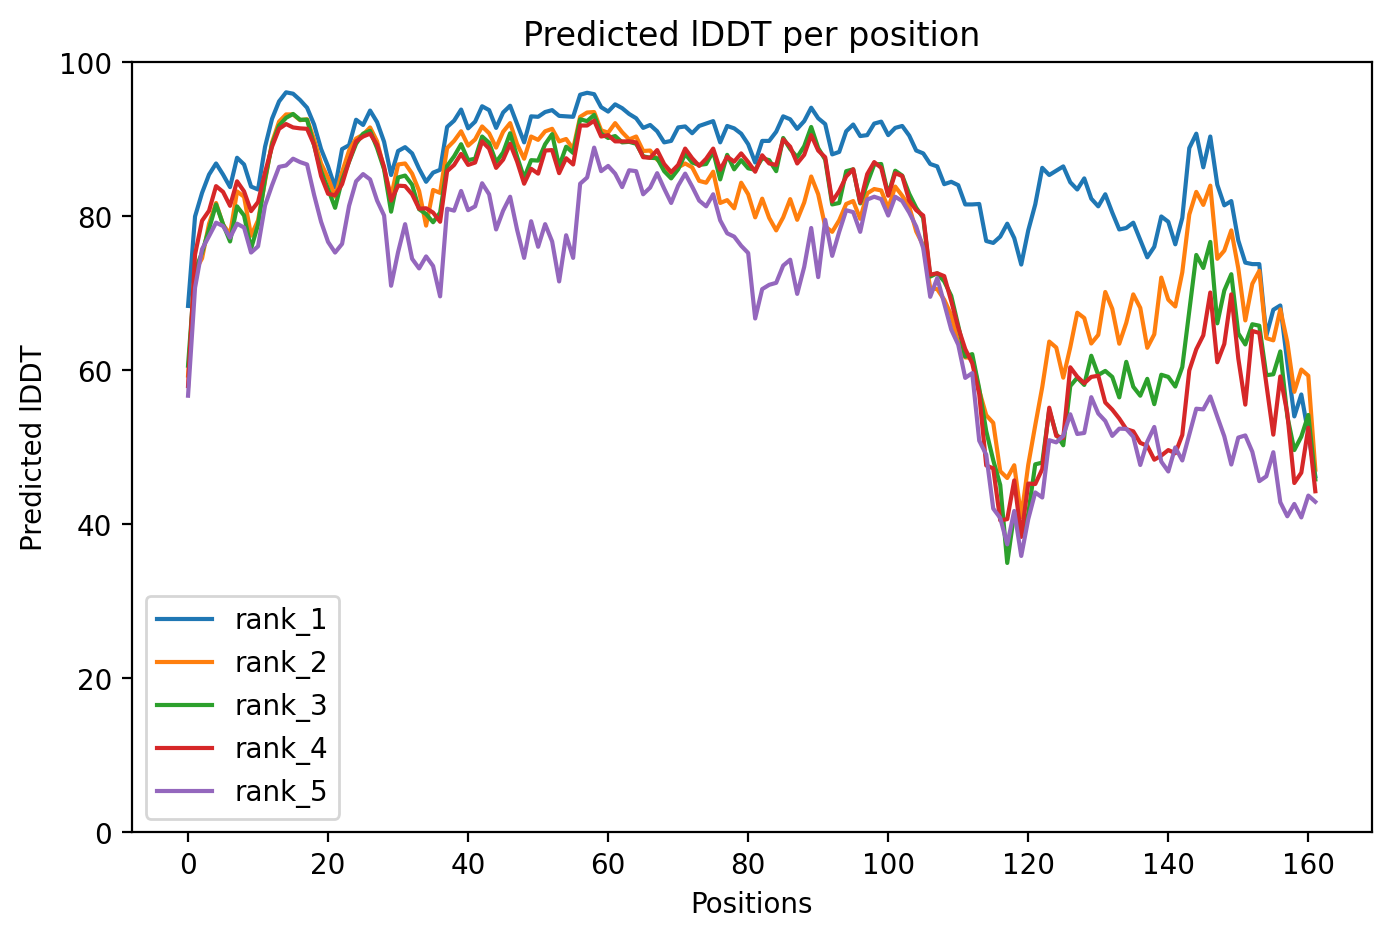 Predicted lDDT per position
Predicted lDDT
100
80
60
40
20
0
rank_1
rank_2
rank_3
rank_4
rank_5
0 20 40 60 80 100 120 140 160
Positions